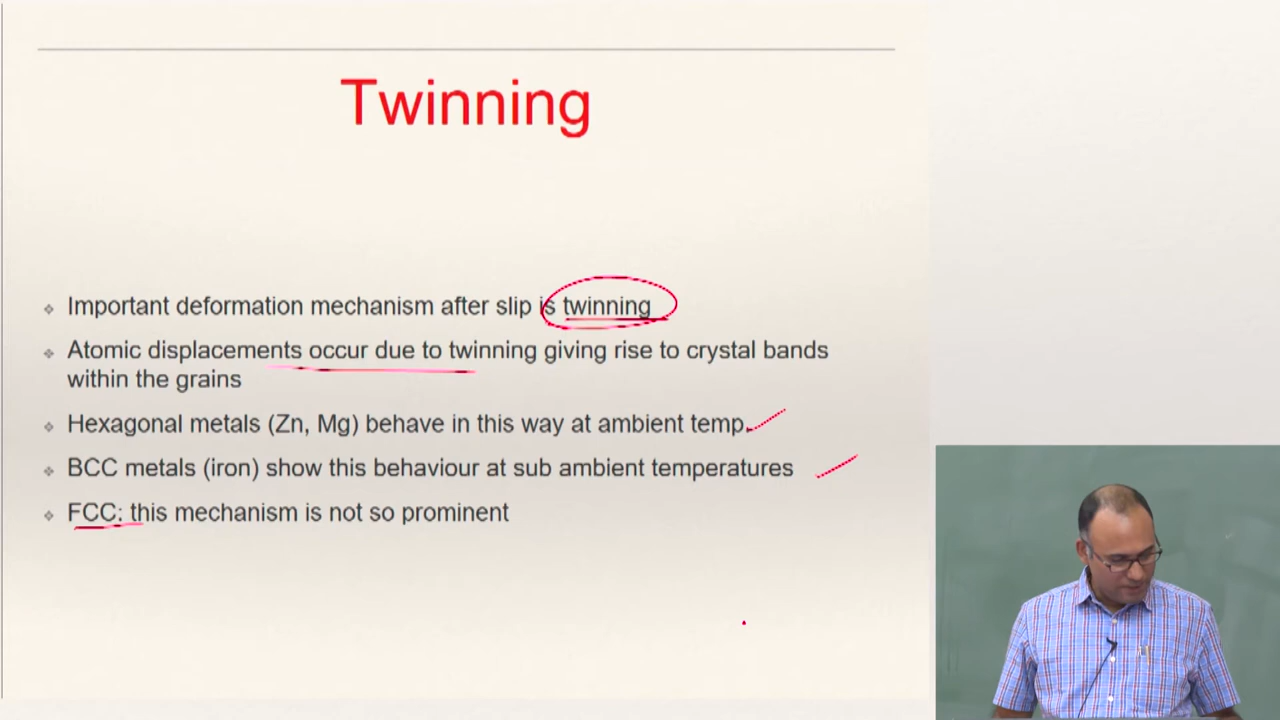 Twinning
Important deformation mechanism after slip is twinning
Atomic displacements occur due to twinning giving rise to crystal bands
within the grains
Hexagonal metals (Zn, Mg) behave in this way at ambient temp.
BCC metals (iron) show this behaviour at sub ambient temperatures
FCC: this mechanism is not so prominent